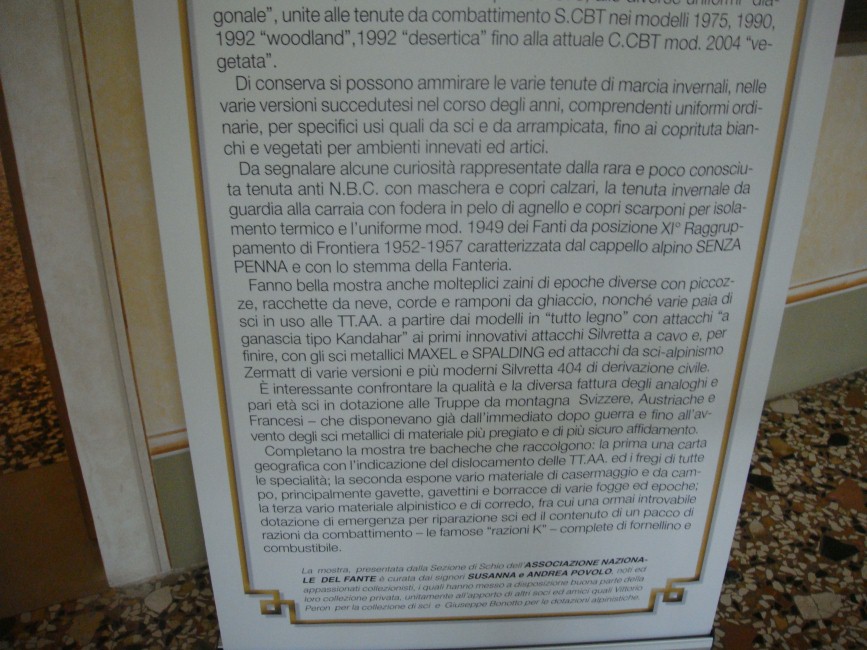 gonale”, unite alle tenute da combattimento S.CBT nei modelli 1975, 1990,
1992 “woodland”,1992 “desertica” fino alla attuale C.CBT mod. 2004 “ve-
getata”.
Di conserva si possono ammirare le varie tenute di marcia invernali, nelle
varie versioni succedutesi nel corso degli anni, comprendenti uniformi ordi-
narie, per specifici usi quali da sci e da arrampicata, fino ai coprituta bian-
chi e vegetati per ambienti innevati ed artici.
Da segnalare alcune curiosità rappresentate dalla rara e poco conosciu-
ta tenuta anti N.B.C. con maschera e copri calzari, la tenuta invernale da
guardia alla carraia con fodera in pelo di agnello e copri scarponi per isola-
mento termico e l'uniforme mod. 1949 dei Fanti da posizione XI° Raggrup-
pamento di Frontiera 1952-1957 caratterizzata dal cappello alpino SENZA
PENNA e con lo stemma della Fanteria.
Fanno bella mostra anche molteplici zaini di epoche diverse con piccoz-
ze, racchette da neve, corde e ramponi da ghiaccio, nonché varie paia di
sci in uso alle TT.AA. a partire dai modelli in “tutto legno” con attacchi “a
ganascia tipo Kandahar” ai primi innovativi attacchi Silvretta a cavo e, per
finire, con gli sci metallici MAXEL e SPALDING ed attacchi da sci-alpinismo
Zermatt di varie versioni e più moderni Silvretta 404 di derivazione civile.
È interessante confrontare la qualità e la diversa fattura degli analoghi e
pari età sci in dotazione alle Truppe da montagna Svizzere, Austriache e
Francesi – che disponevano già dall'immediato dopo guerra e fino all'av-
vento degli sci metallici di materiale più pregiato e di più sicuro affidamento.
Completano la mostra tre bacheche che raccolgono: la prima una carta
geografica con l'indicazione del dislocamento delle TT.AA. ed i fregi di tutte
le specialità; la seconda espone vario materiale di casermaggio e da cam-
po, principalmente gavette, gavettini e borracce di varie fogge ed epoche;
la terza vario materiale alpinistico e di corredo, fra cui una ormai introvabile
dotazione di emergenza per riparazione sci ed il contenuto di un pacco di
razioni da combattimento – le famose “razioni K” – complete di fornellino e
combustibile.
La mostra, presentata dalla Sezione di Schio dell'ASSOCIAZIONE NAZIONA-
LE DEL FANTE è curata dai signori SUSANNA e ANDREA POVOLO, noti ed
appassionati collezionisti, i quali hanno messo a disposizione buona parte della
loro collezione privata, unitamente all'apporto di altri soci ed amici quali Vittorio
Peron per la collezione di sci e Giuseppe Bonotto per le dotazioni alpinistiche.